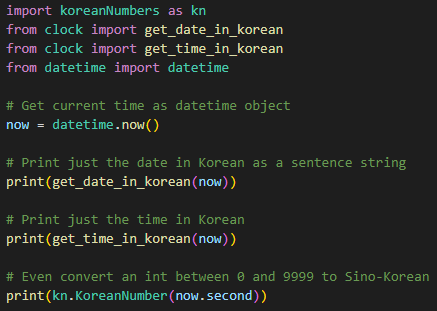 import koreanNumbers as kn
from clock import get_date_in_korean
from clock import get_time_in_korean
from datetime import datetime
# Get current time as datetime object
now = datetime.now()
# Print just the date in Korean as a sentence string
print(get_date_in_korean(now))
# Print just the time in Korean
print(get_time_in_korean(now))
# Even convert an int between 0 and 9999 to Sino-Korean
print(kn.KoreanNumber(now.second))